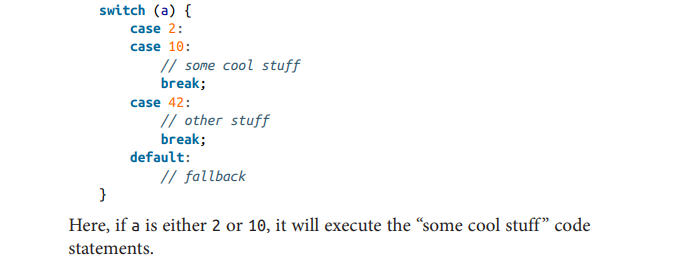 switch (a) {
case 2:
case 10:
// some cool stuff
break;
case 42:
// other stuff
break;
default:
// fallback
}
Here, if a is either 2 or 10, it will execute the “some cool stuff” code
statements.